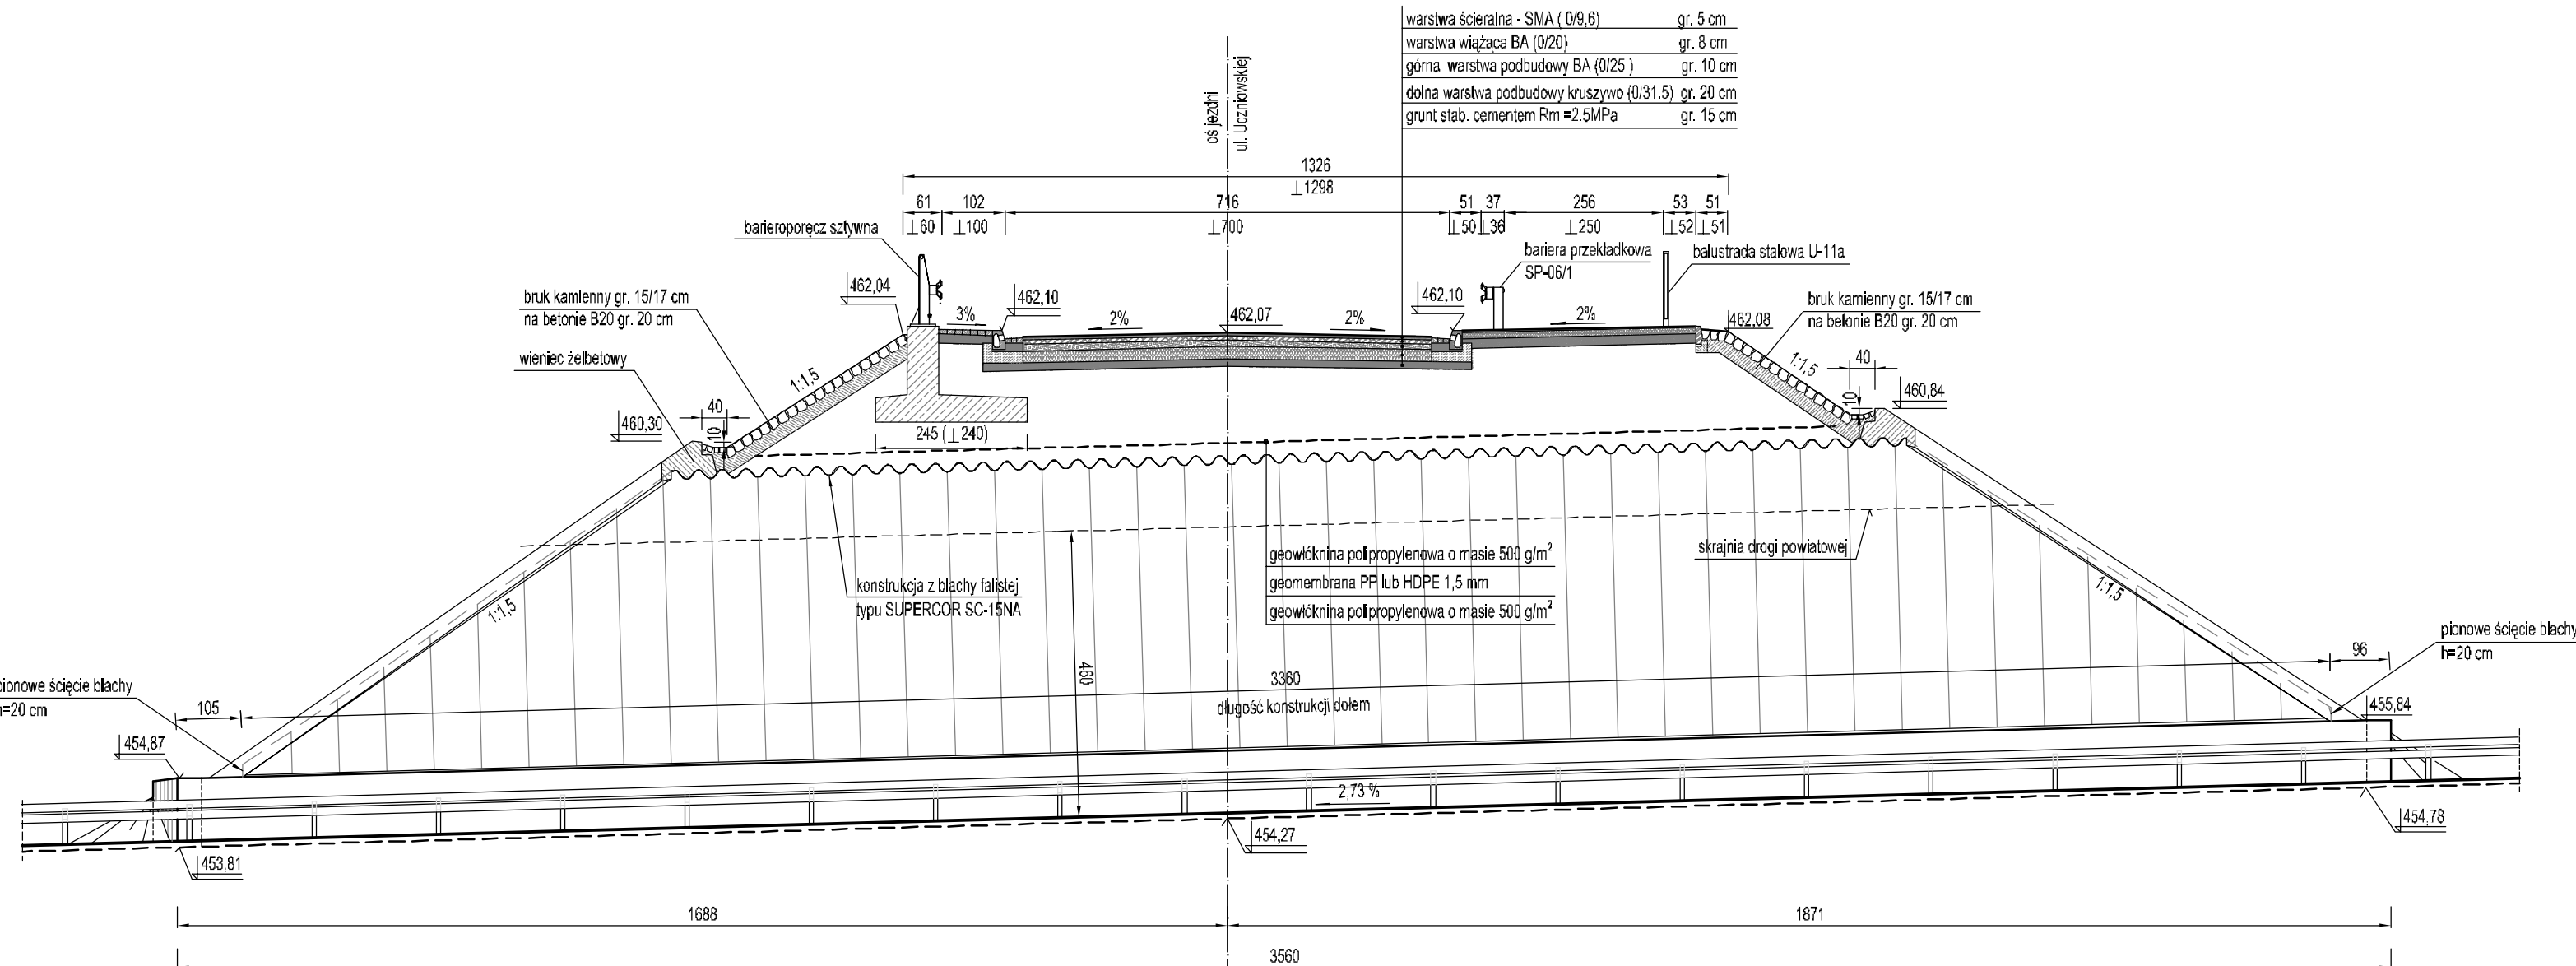 warstwa ścieralna - SMA ( 0/9,6) gr. 5 cm
warstwa wiążąca BA (0/20) gr. 8 cm
górna warstwa podbudowy BA (0/25 ) gr. 10 cm
dolna warstwa podbudowy kruszywo (0/31.5) gr. 20 cm
grunt stab. cementem Rm =2.5MPa gr. 15 cm
oś jezdni
ul. Uczniowskiej
1326
⊥1298
61 102 716 51 37 256 53 51
⊥60 ⊥100 ⊥700 ⊥50 ⊥36 ⊥250 ⊥52 ⊥51
barieroporęcz sztywna
bariera przekładkowa
SP-06/1
balustrada stalowa U-11a
bruk kamienny gr. 15/17 cm
na betonie B20 gr. 20 cm
462,04
462,10
462,10
bruk kamienny gr. 15/17 cm
na betonie B20 gr. 20 cm
3%
2%
462,07
2%
2%
462,08
wieniec żelbetowy
1:1,5
1:1,5
40
460,84
10
40
460,30
10
245 (⊥240)
geowłóknina polipropylenowa o masie 500 g/m²
geomembrana PP lub HDPE 1,5 mm
geowłóknina polipropylenowa o masie 500 g/m²
skrajnia drogi powiatowej
konstrukcja z blachy falistej
typu SUPERCOR SC-15NA
1:1,5
1:1,5
460
pionowe ścięcie blachy
h=20 cm
96
3360
długość konstrukcji dołem
pionowe ścięcie blachy
h=20 cm
105
455,84
454,87
2,73 %
454,78
454,27
453,81
1688
1871
3560